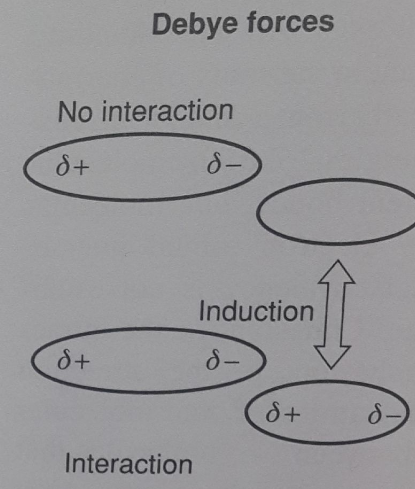 Debye forces
No interaction
δ+ δ−
Induction
δ+ δ−
δ+ δ−
Interaction